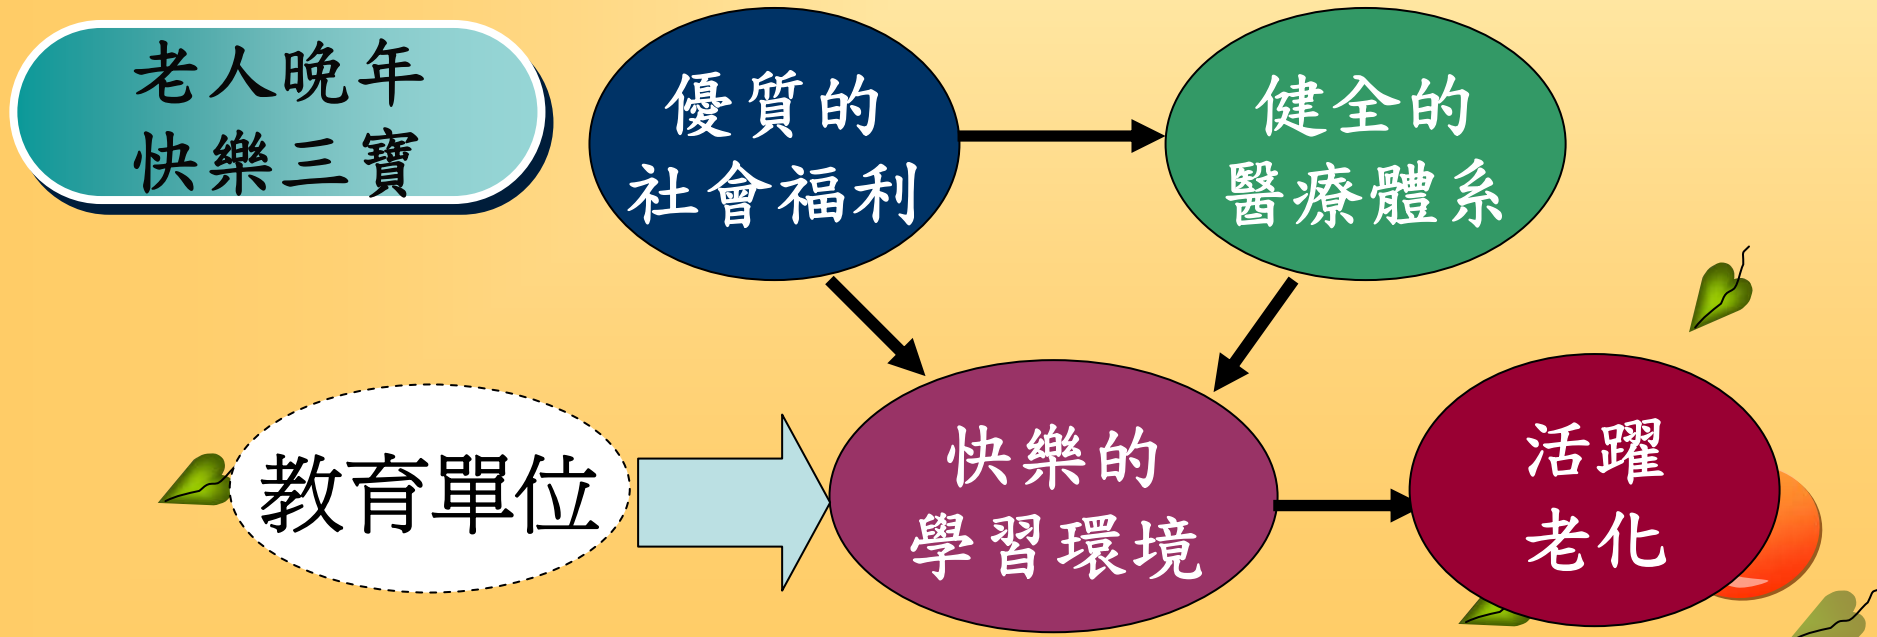 老人晚年
快樂三寶
優質的
社會福利
健全的
醫療體系
教育單位
快樂的
學習環境
活躍
老化